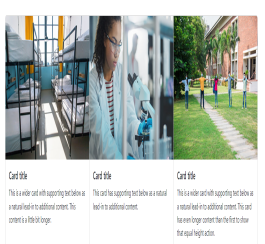 Card title
This is a wider card with supporting text below as
a natural lead-in to additional content. This
content is a little bit longer.
Card title
This card has supporting text below as a natural
lead-in to additional content.
Card title
This is a wider card with supporting text below as
a natural lead-in to additional content. This card
has even longer content than the first to show
that equal height action.